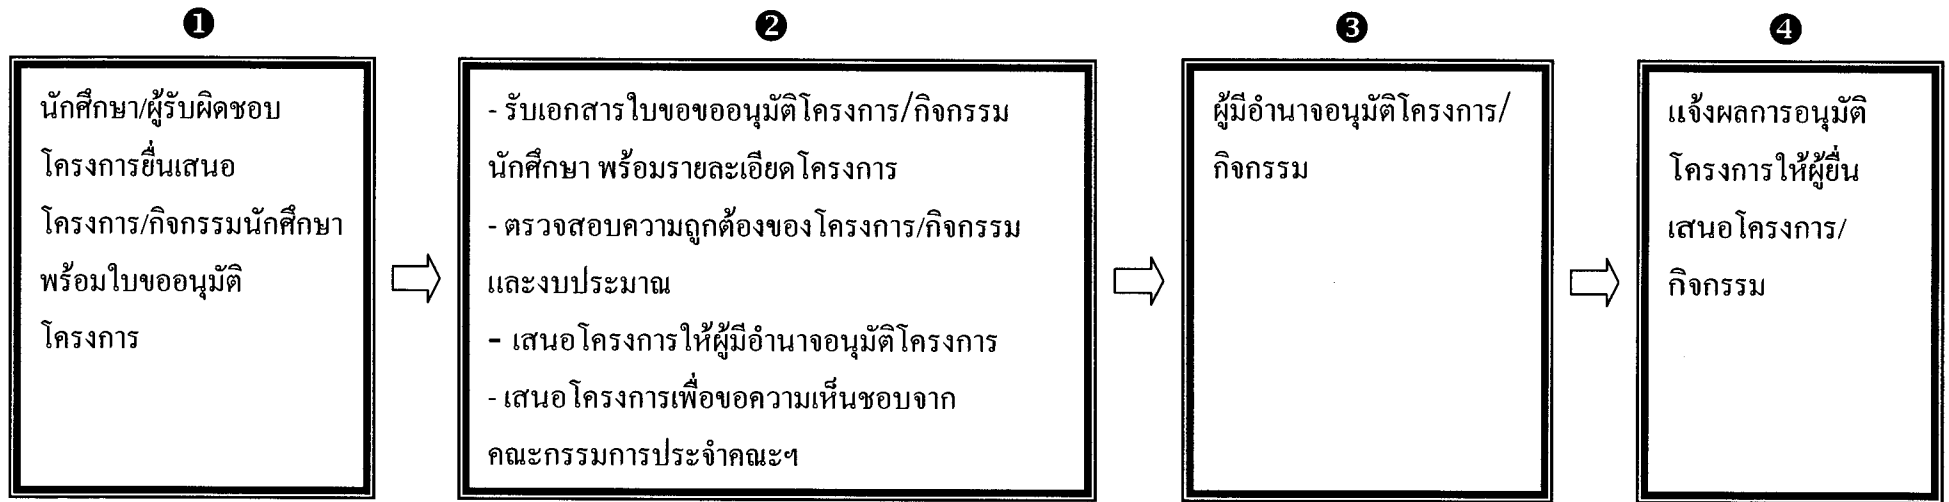 ❶
นักศึกษา/ผู้รับผิดชอบ
โครงการยื่นเสนอ
โครงการ/กิจกรรมนักศึกษา
พร้อมใบขออนุมัติ
โครงการ
❷
- รับเอกสารใบขอขออนุมัติโครงการ/กิจกรรม
นักศึกษา พร้อมรายละเอียดโครงการ
- ตรวจสอบความถูกต้องของโครงการ/กิจกรรม
และงบประมาณ
- เสนอโครงการให้ผู้มีอำนาจอนุมัติโครงการ
- เสนอโครงการเพื่อขอความเห็นชอบจาก
คณะกรรมการประจำคณะฯ
❸
ผู้มีอำนาจอนุมัติโครงการ/
กิจกรรม
❹
แจ้งผลการอนุมัติ
โครงการให้ผู้ยื่น
เสนอโครงการ/
กิจกรรม